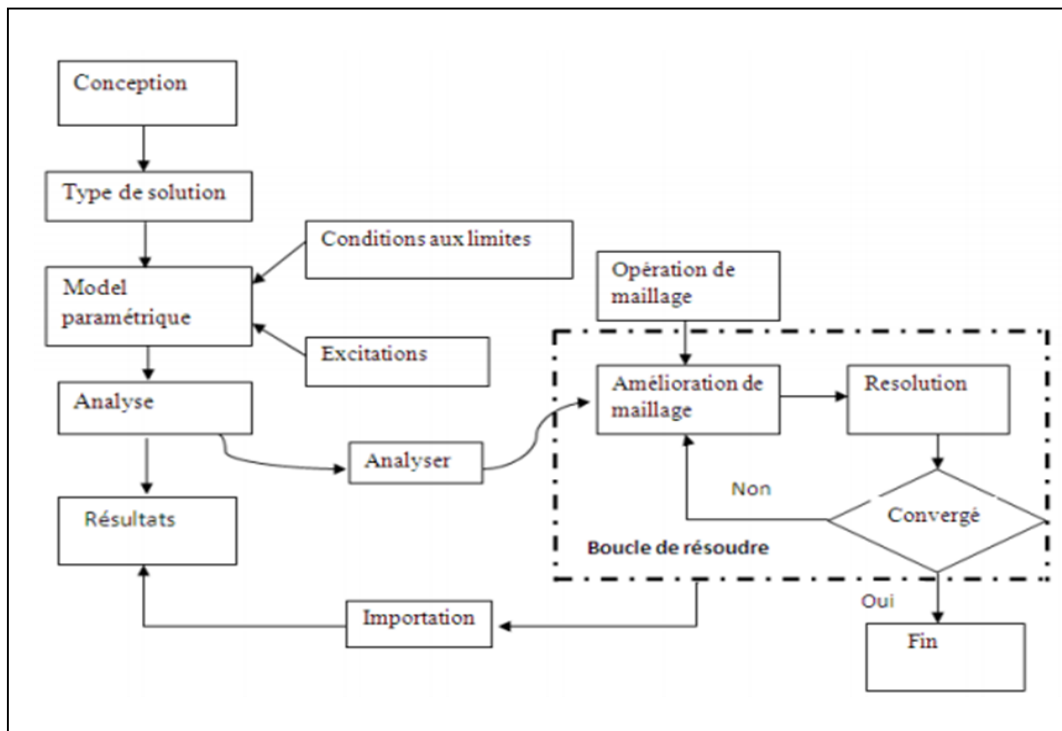 Conception
Type de solution
Conditions aux limites
Model
paramétrique
Excitations
Analyse
Analyser
Résultats
Importation
Opération de
maillage
Amélioration de
maillage
Resolution
Non
Convergé
Boucle de résoudre
Oui
Fin